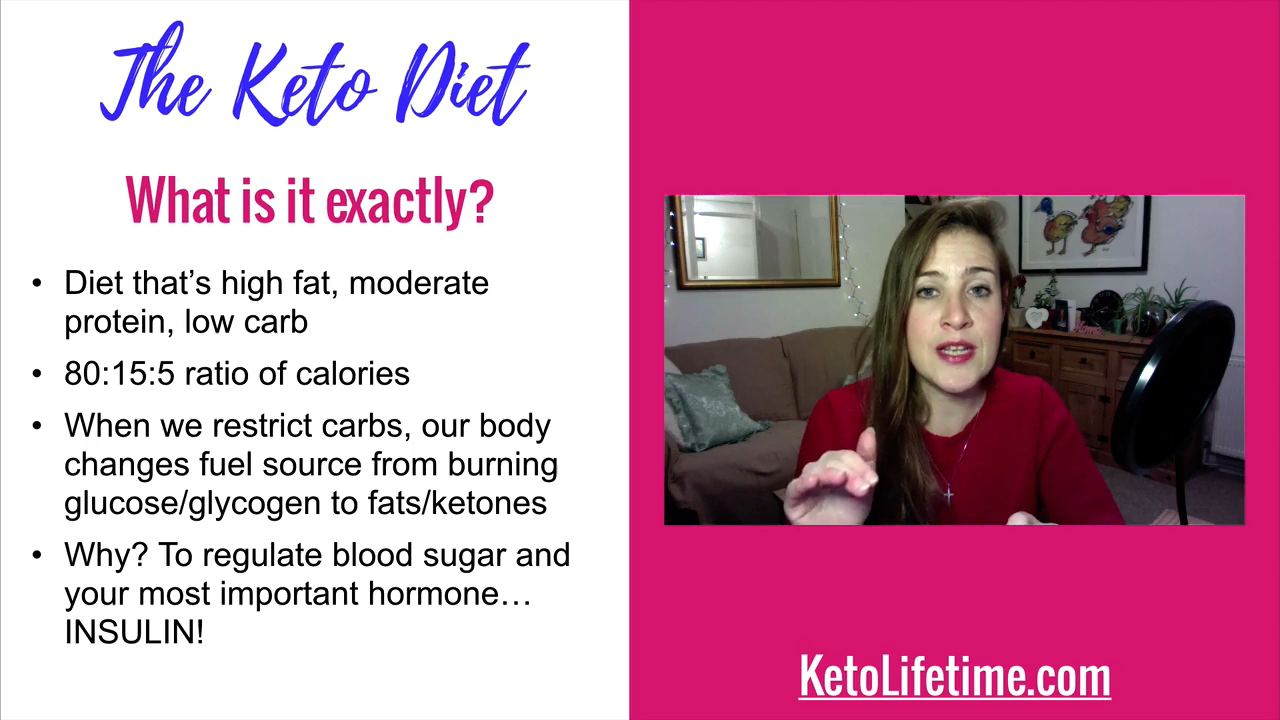 The Keto Diet
What is it exactly?
• Diet that’s high fat, moderate
protein, low carb
• 80:15:5 ratio of calories
• When we restrict carbs, our body
changes fuel source from burning
glucose/glycogen to fats/ketones
• Why? To regulate blood sugar and
your most important hormone…
INSULIN!
Home
KetoLifetime.com